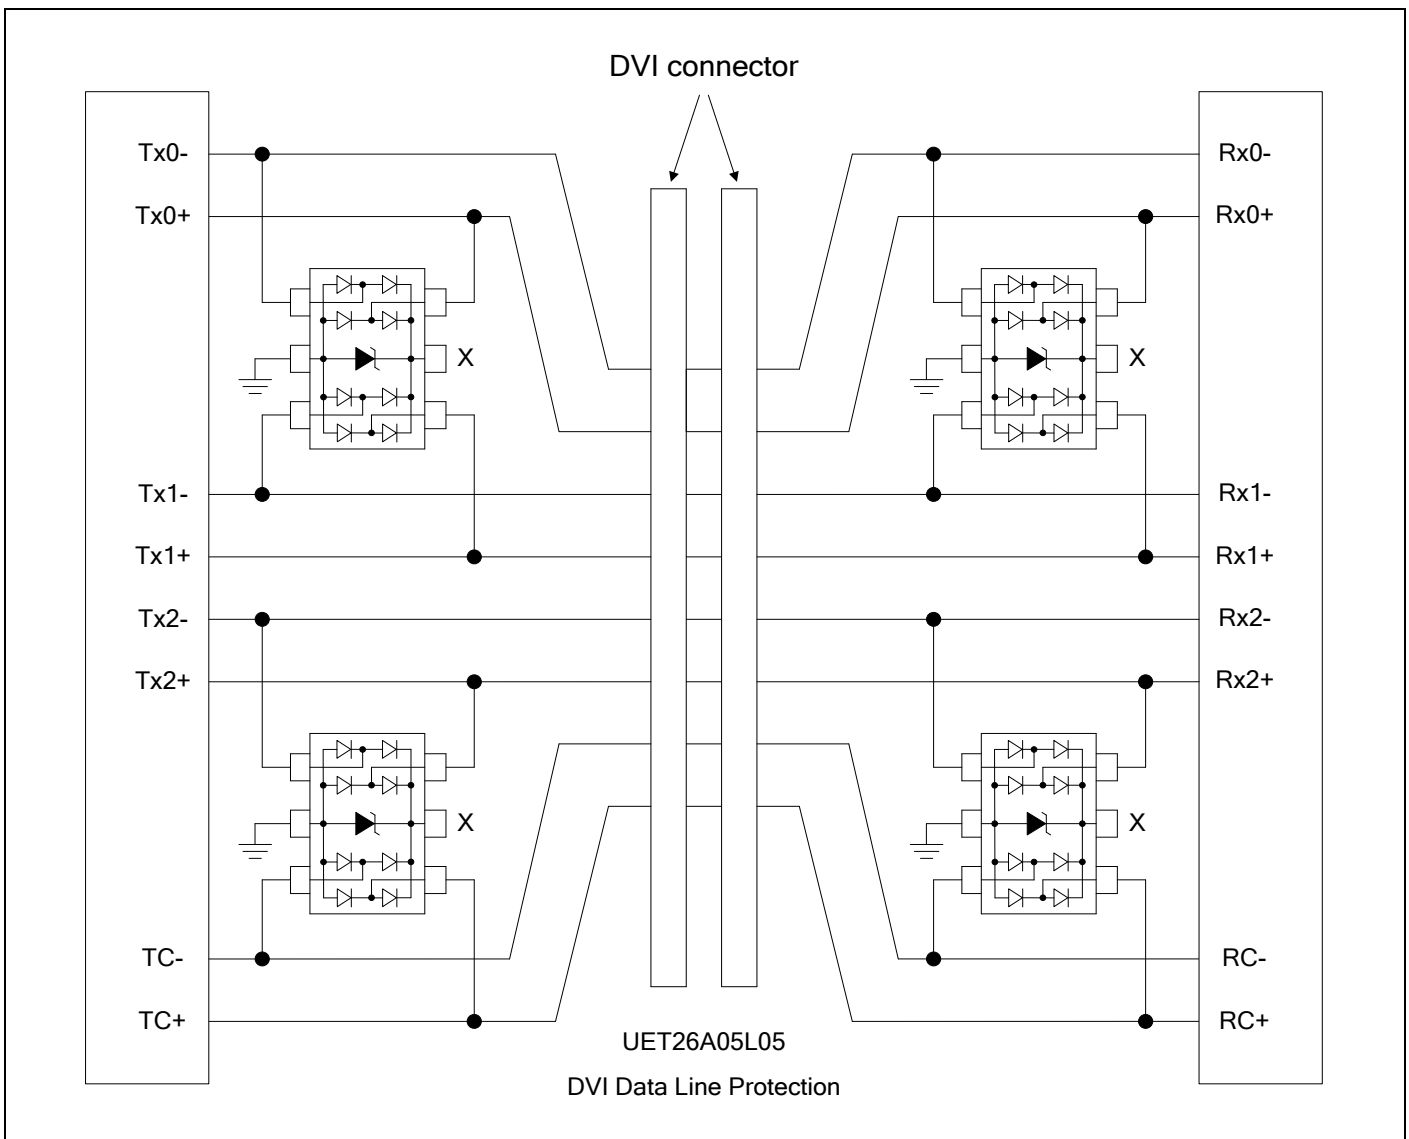 DVI connector
Tx0- Rx0-
Tx0+ Rx0+
X X
Tx1- Rx1-
Tx1+ Rx1+
Tx2- Rx2-
Tx2+ Rx2+
X X
TC- RC-
TC+ RC+
UET26A05L05
DVI Data Line Protection